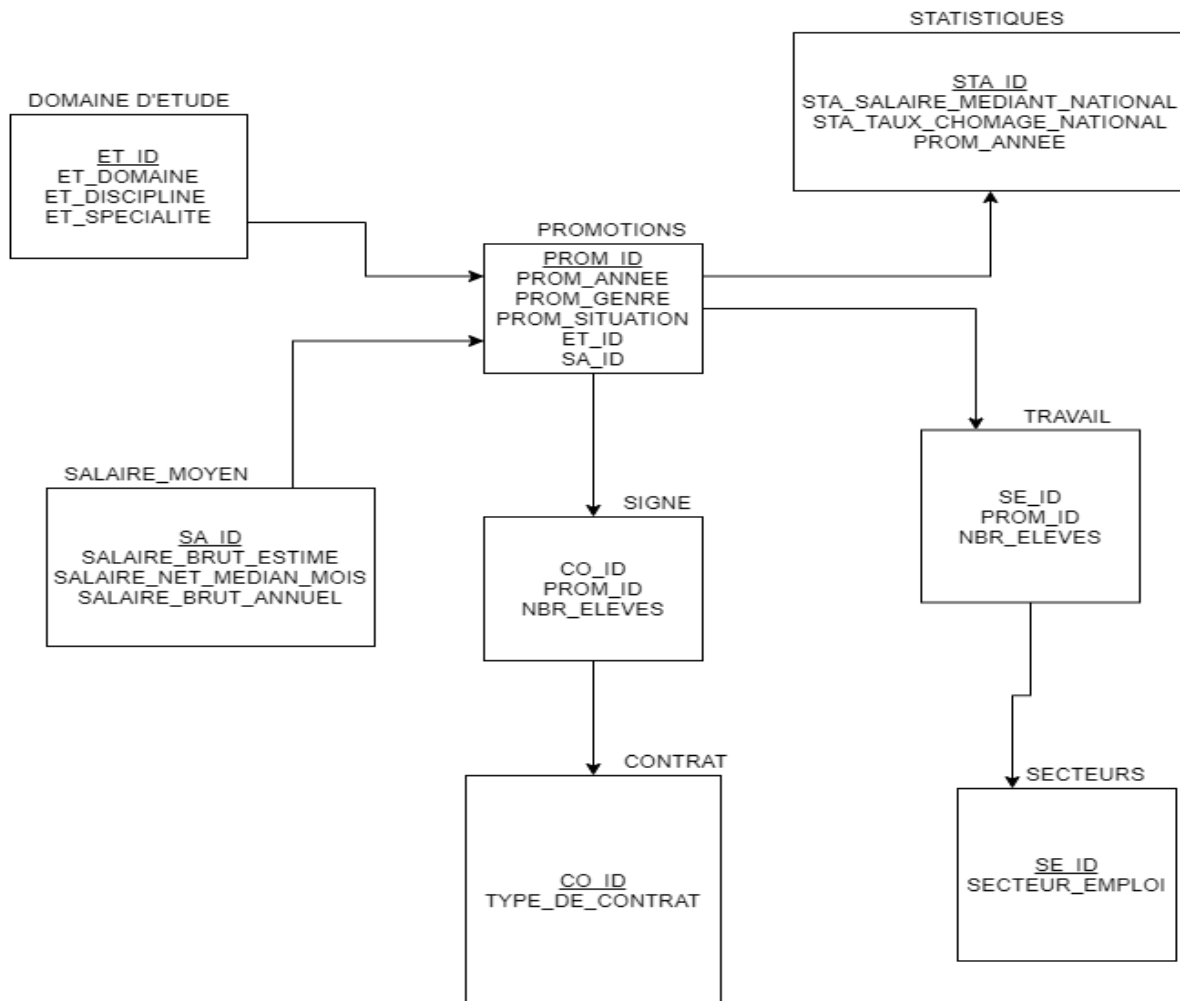 STATISTIQUES
STA_ID
STA_SALAIRE_MEDIANT_NATIONAL
STA_TAUX_CHOMAGE_NATIONAL
PROM_ANNEE
DOMAINE D'ETUDE
ET_ID
ET_DOMAINE
ET_DISCIPLINE
ET_SPECIALITE
PROMOTIONS
PROM_ID
PROM_ANNEE
PROM_GENRE
PROM_SITUATION
ET_ID
SA_ID
TRAVAIL
SE_ID
PROM_ID
NBR_ELEVES
SALAIRE_MOYEN
SA_ID
SALAIRE_BRUT_ESTIME
SALAIRE_NET_MEDIAN_MOIS
SALAIRE_BRUT_ANNUEL
SIGNE
CO_ID
PROM_ID
NBR_ELEVES
CONTRAT
CO_ID
TYPE_DE_CONTRAT
SECTEURS
SE_ID
SECTEUR_EMPLOI